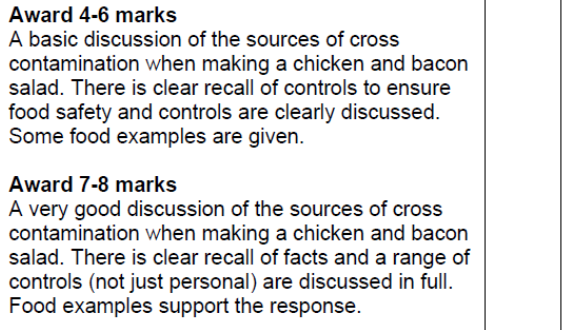 Award 4-6 marks
A basic discussion of the sources of cross
contamination when making a chicken and bacon
salad. There is clear recall of controls to ensure
food safety and controls are clearly discussed.
Some food examples are given.
Award 7-8 marks
A very good discussion of the sources of cross
contamination when making a chicken and bacon
salad. There is clear recall of facts and a range of
controls (not just personal) are discussed in full.
Food examples support the response.